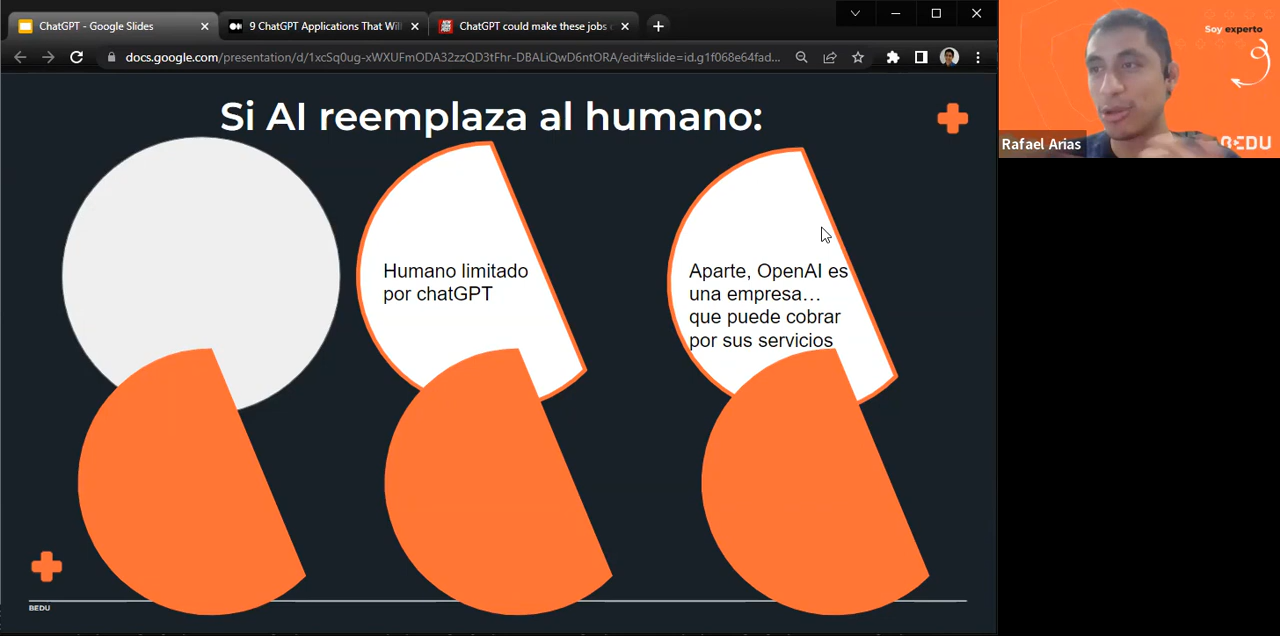 ChatGPT - Google Slides
9 ChatGPT Applications That Will
ChatGPT could make these jobs
docs.google.com/presentation/d/1xcSq0ug-xWXUFmODA32zzQD3tFhr-DBALiQwD6ntORA/edit#slide=id.g1f068e64fad...
Soy experto
BEDU
Rafael Arias
Si AI reemplaza al humano:
Humano limitado
por chatGPT
Aparte, OpenAI es
una empresa...
que puede cobrar
por sus servicios
BEDU